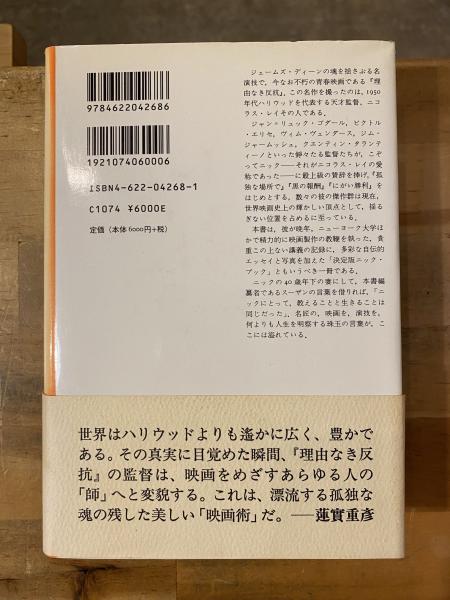 9784622042686
1921074060006
ISBN4-622-04268-1
C1074 ¥6000E
定価（本体6000円+税）
ジェームズ・ディーンの魂を揺さぶる名
演技で，今なお不朽の青春映画である『理
由なき反抗』．この名作を撮ったのは，1950
年代ハリウッドを代表する天才監督，ニコ
ラス・レイその人である．
ジャン＝リュック・ゴダール，ビクトル・
エリセ，ヴィム・ヴェンダース，ジム・
ジャームッシュ，クエンティン・タランテ
ィーノといった錚々たる監督たちが，こぞ
ってニック――それがニコラス・レイの愛
称であった――に最上級の賛辞を捧げ，『孤
独な場所で』『黒の報酬』『にがい勝利』を
はじめとする，数々の彼の傑作群は現在，
世界映画史上の輝かしい頂点として，揺る
ぎない位置を占めるに至っている．
本書は，彼が晩年，ニューヨーク大学ほ
かで精力的に映画製作の教鞭を執った，貴
重この上ない講義の記録に，多彩な自伝的
エッセイと写真を加えた「決定版ニック・
ブック」ともいうべき一冊である．
ニックの40歳年下の妻にして，本書編
纂者であるスーザンの言葉を借りれば，「ニ
ックにとって，教えることと生きることは
同じだった」．名匠の，映画を，演技を，
何よりも人生を明察する珠玉の言葉が，こ
こには溢れている．
世界はハリウッドよりも遙かに広く、豊かで
ある。その真実に目覚めた瞬間、『理由なき反
抗』の監督は、映画をめざすあらゆる人の
「師」へと変貌する。これは、漂流する孤独な
魂の残した美しい「映画術」だ。――蓮實重彦